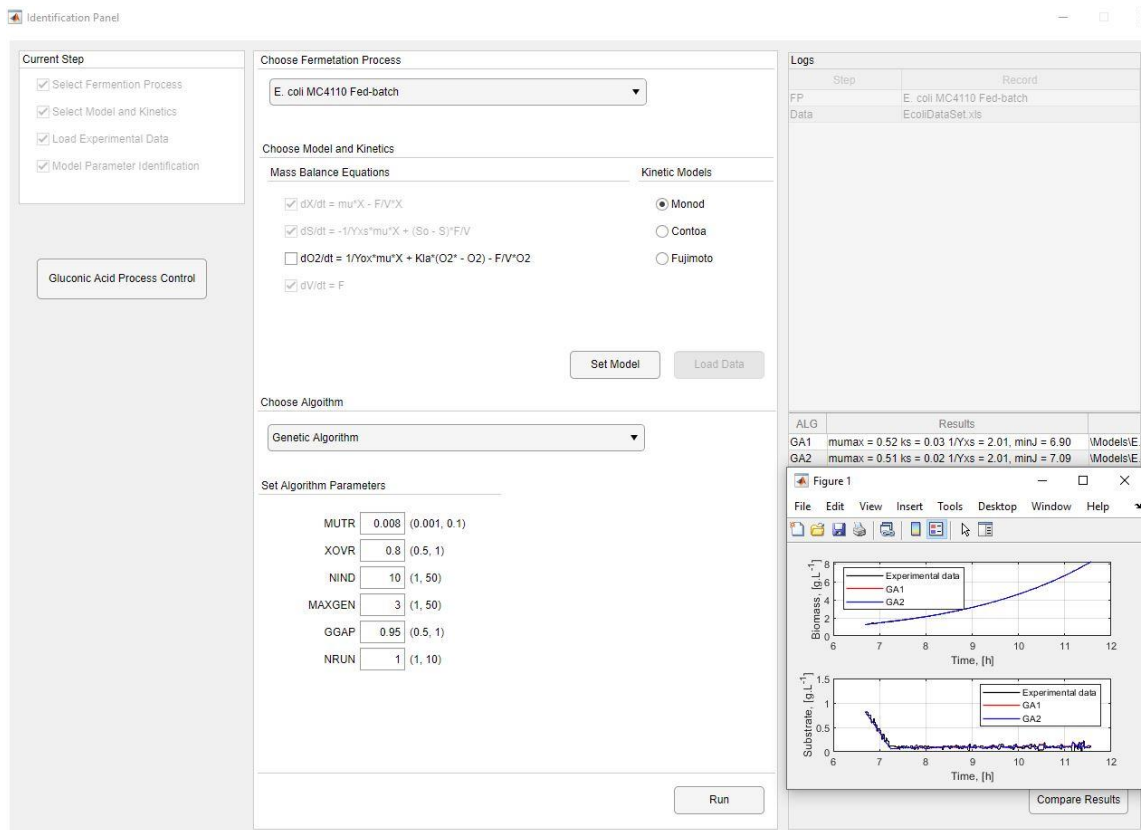 Identification Panel
Current Step
Select Fermention Process
Select Model and Kinetics
Load Experimental Data
Model Parameter Identification
Gluconic Acid Process Control
Choose Fermetation Process
E. coli MC4110 Fed-batch
Choose Model and Kinetics
Mass Balance Equations
Kinetic Models
dX/dt = mu*X - F/V*X
Monod
dS/dt = -1/Yxs*mu*X + (So - S)*F/V
Contoa
dO2/dt = 1/Yox*mu*X + Kla*(O2* - O2) - F/V*O2
Fujimoto
dV/dt = F
Set Model
Load Data
Choose Algoithm
Genetic Algorithm
Set Algorithm Parameters
MUTR 0.008 (0.001, 0.1)
XOVR 0.8 (0.5, 1)
NIND 10 (1, 50)
MAXGEN 3 (1, 50)
GGAP 0.95 (0.5, 1)
NRUN 1 (1, 10)
Run
Logs
Step Record
FP E. coli MC4110 Fed-batch
Data EcoliDataSet.xls
ALG Results
GA1 mumax = 0.52 ks = 0.03 1/Yxs = 2.01, minJ = 6.90 \Models\E.
GA2 mumax = 0.51 ks = 0.02 1/Yxs = 2.01, minJ = 7.09 \Models\E.
Figure 1
File Edit View Insert Tools Desktop Window Help
Biomass, [g.L-1]
8
6
4
2
0
Experimental data
GA1
GA2
6 7 8 9 10 11 12
Time, [h]
Substrate, [g.L-1]
1.5
1
0.5
0
Experimental data
GA1
GA2
6 7 8 9 10 11 12
Time, [h]
Compare Results